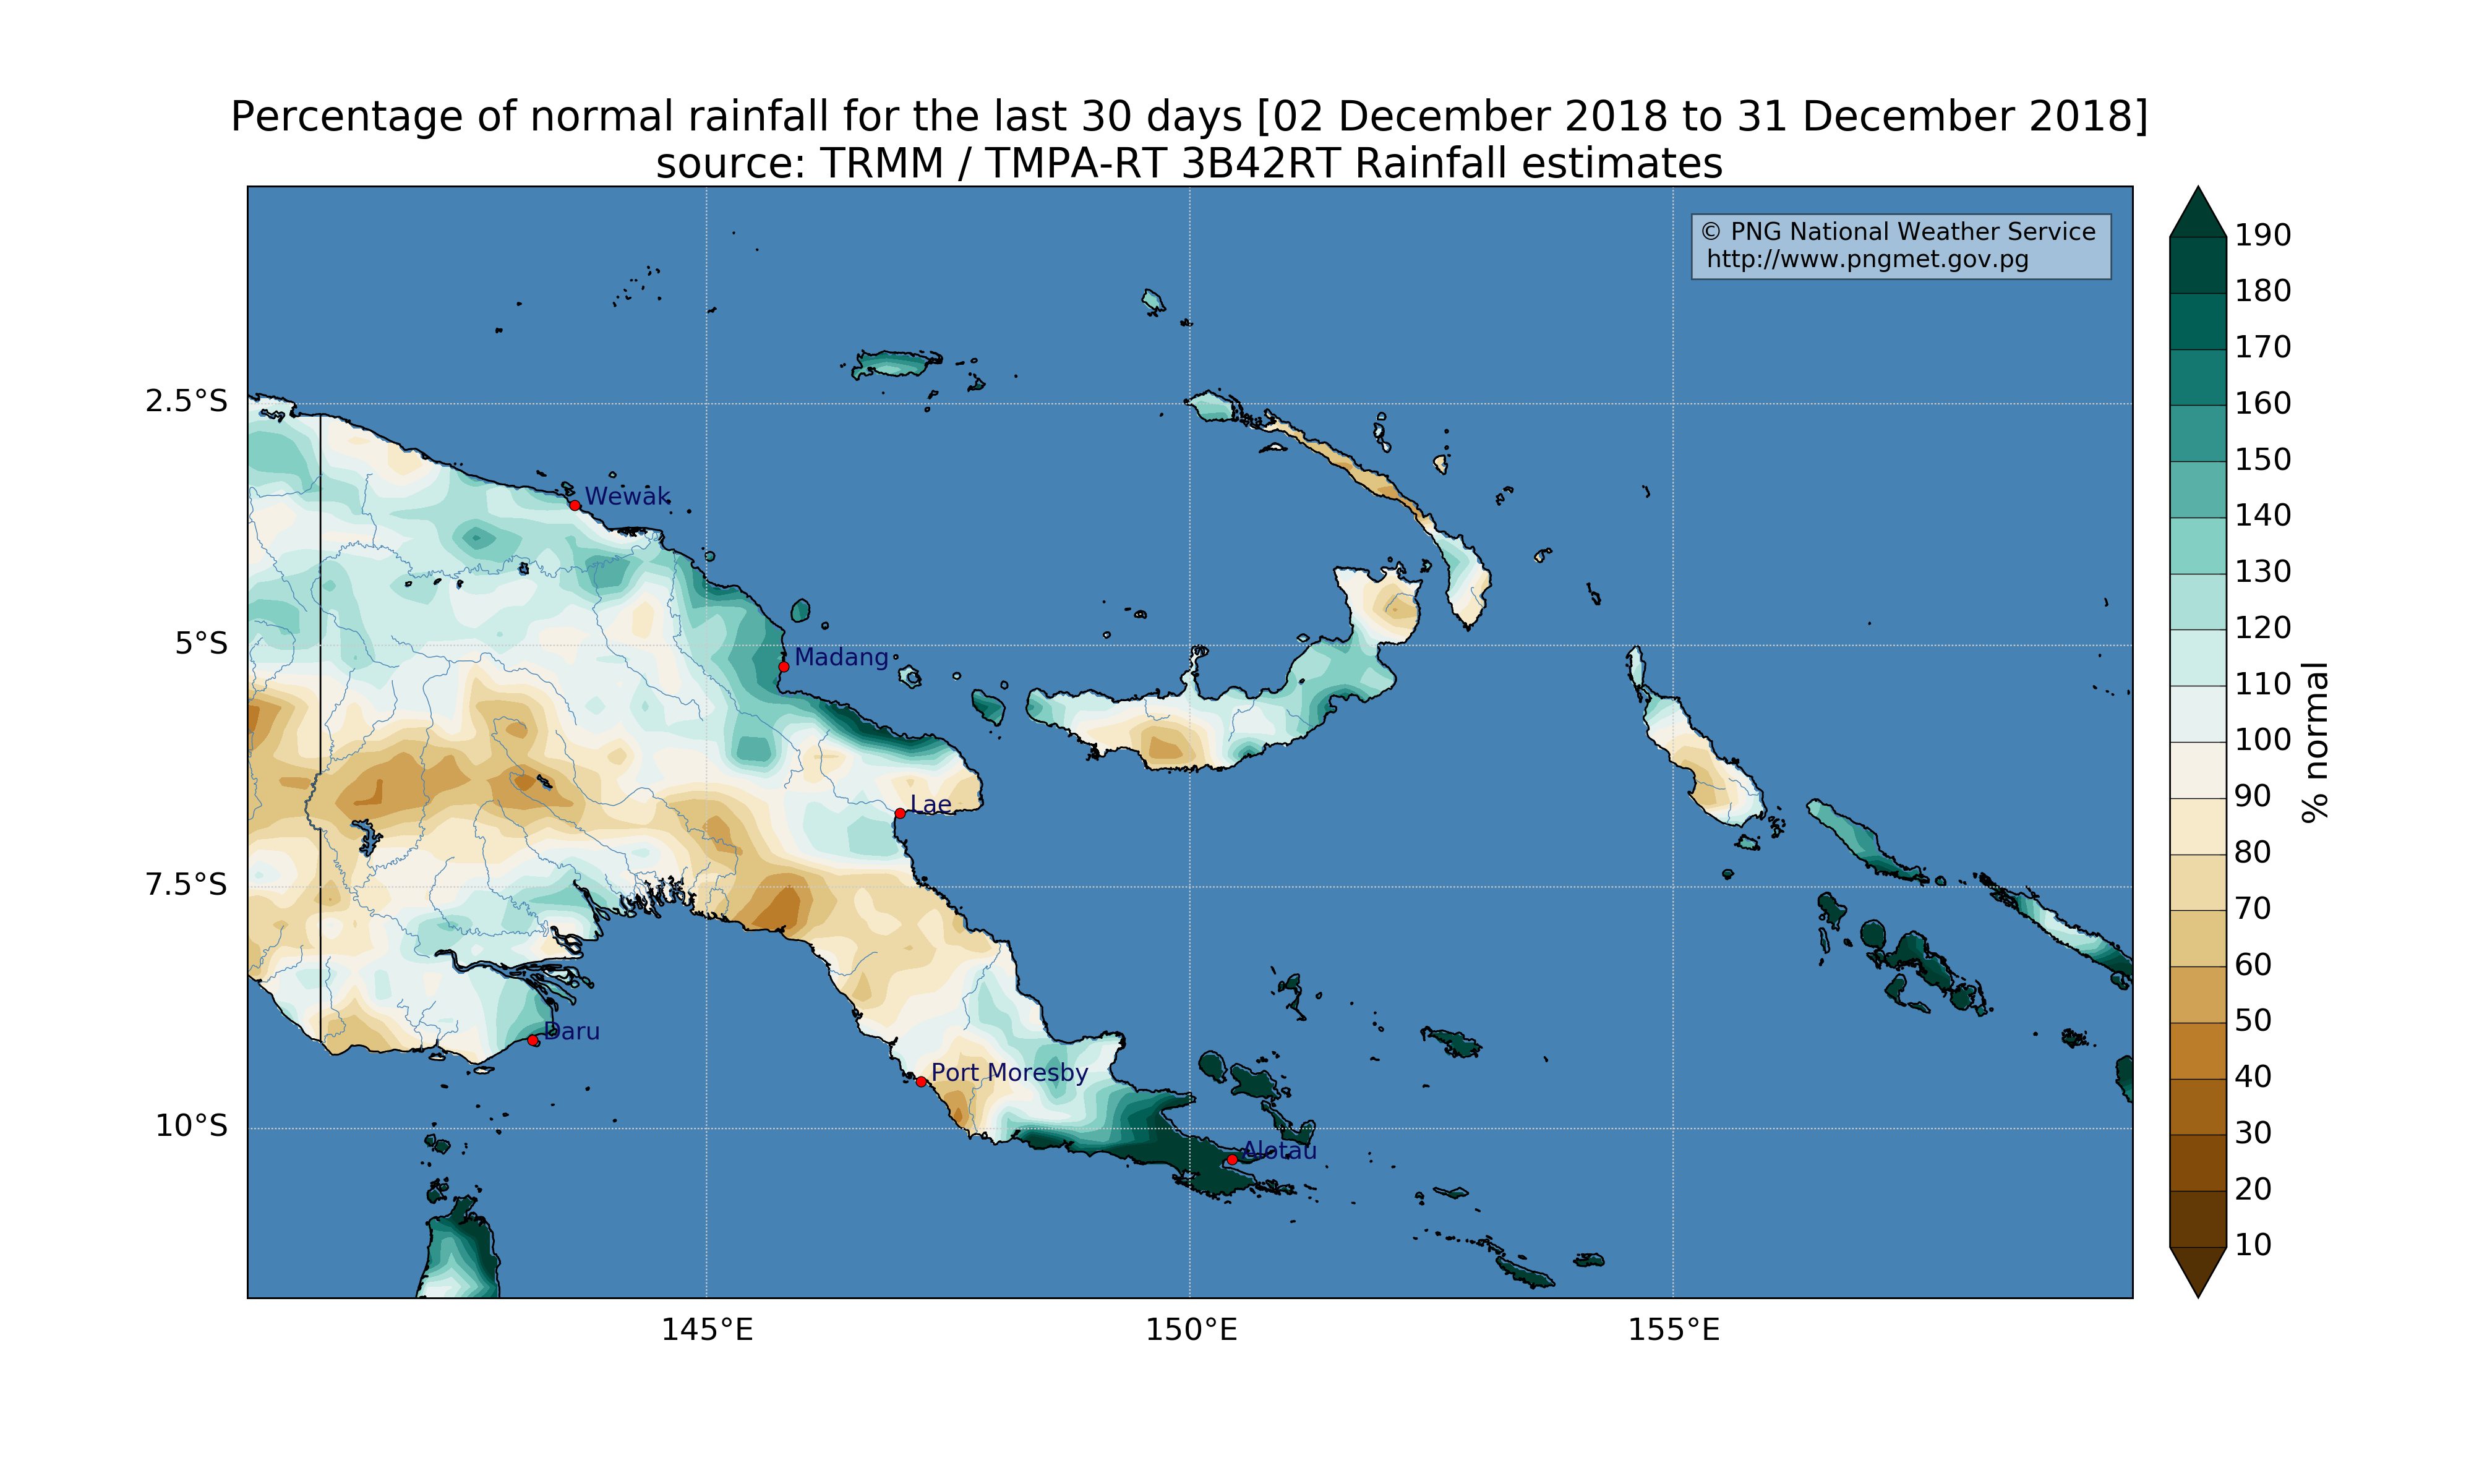 Percentage of normal rainfall for the last 30 days [02 December 2018 to 31 December 2018]
source: TRMM / TMPA-RT 3B42RT Rainfall estimates
© PNG National Weather Service
http://www.pngmet.gov.pg
2.5°S
5°S
7.5°S
10°S
Wewak
Madang
Lae
Daru
Port Moresby
Alotau
145°E
150°E
155°E
190
180
170
160
150
140
130
120
110
100
90
80
70
60
50
40
30
20
10
% normal